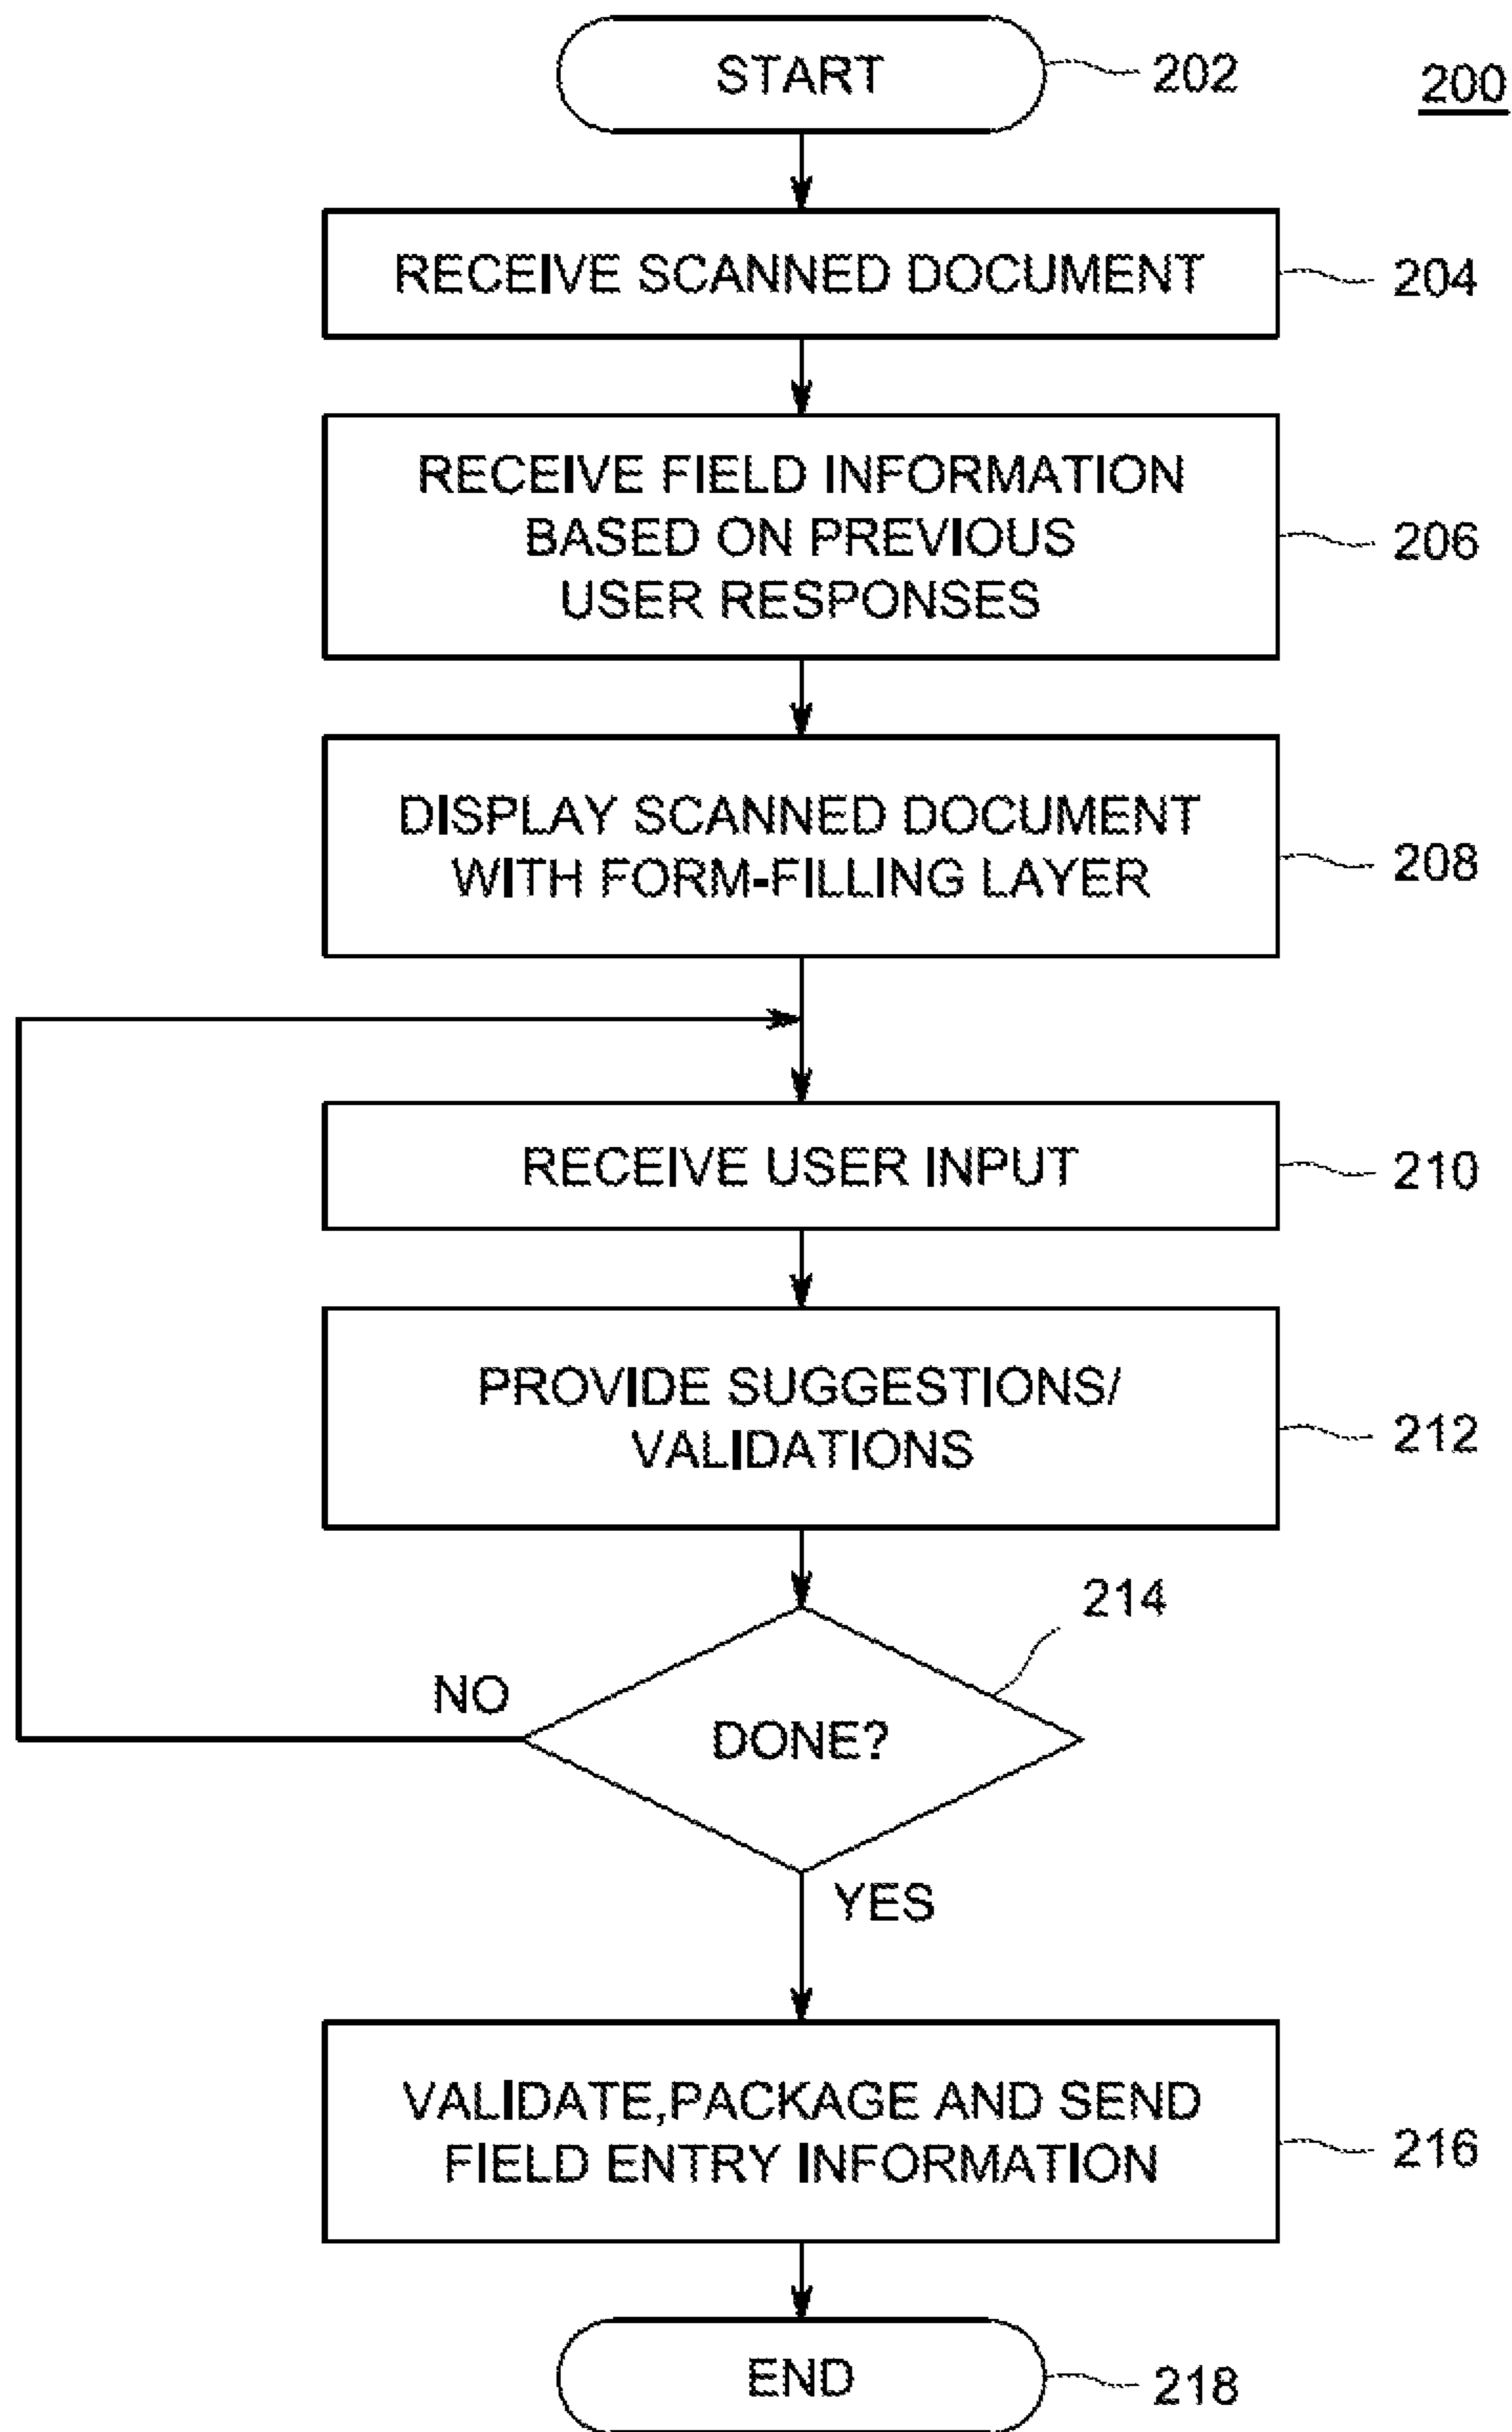 START
202
200
RECEIVE SCANNED DOCUMENT
204
RECEIVE FIELD INFORMATION
BASED ON PREVIOUS
USER RESPONSES
206
DISPLAY SCANNED DOCUMENT
WITH FORM-FILLING LAYER
208
RECEIVE USER INPUT
210
PROVIDE SUGGESTIONS/
VALIDATIONS
212
214
NO
DONE?
YES
VALIDATE,PACKAGE AND SEND
FIELD ENTRY INFORMATION
216
END
218